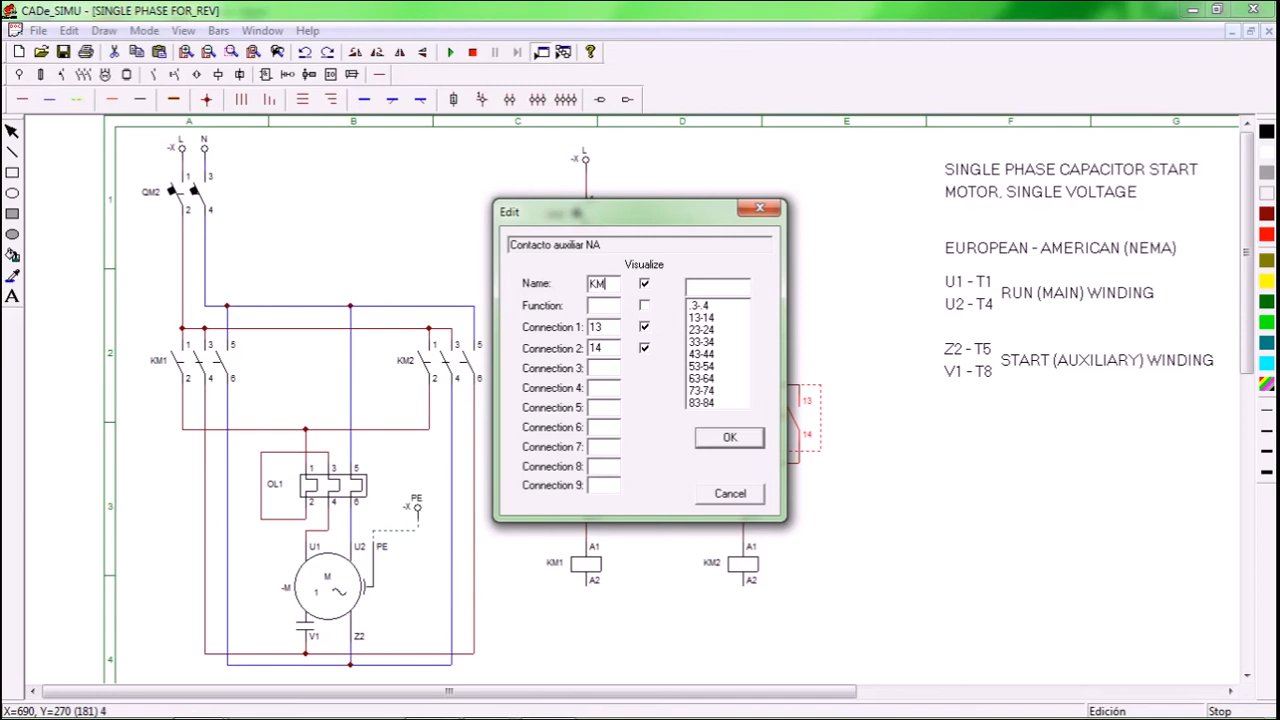 CADe_SIMU - [SINGLE PHASE FOR_REV]
File Edit Draw Mode View Bars Window Help
A B C D E F G
L N
-X
1 3
QM2
2 4
1
L
-X
SINGLE PHASE CAPACITOR START
MOTOR, SINGLE VOLTAGE
EUROPEAN - AMERICAN (NEMA)
U1 - T1
U2 - T4
RUN (MAIN) WINDING
Z2 - T5
V1 - T8
START (AUXILIARY) WINDING
Edit
Contacto auxiliar NA
Visualize
Name: KM
Function:
Connection 1: 13
Connection 2: 14
Connection 3:
Connection 4:
Connection 5:
Connection 6:
Connection 7:
Connection 8:
Connection 9:
.3-.4
13-14
23-24
33-34
43-44
53-54
63-64
73-74
83-84
OK
Cancel
2
1 3 5
KM1
2 4 6
1 3 5
KM2
2 4 6
13
14
3
1 3 5
OL1
2 4 6
PE
-X
U1 U2 PE
-M
M
1
V1 Z2
4
A1
KM1
A2
A1
KM2
A2
X=690, Y=270 (181) 4
Edición
Stop